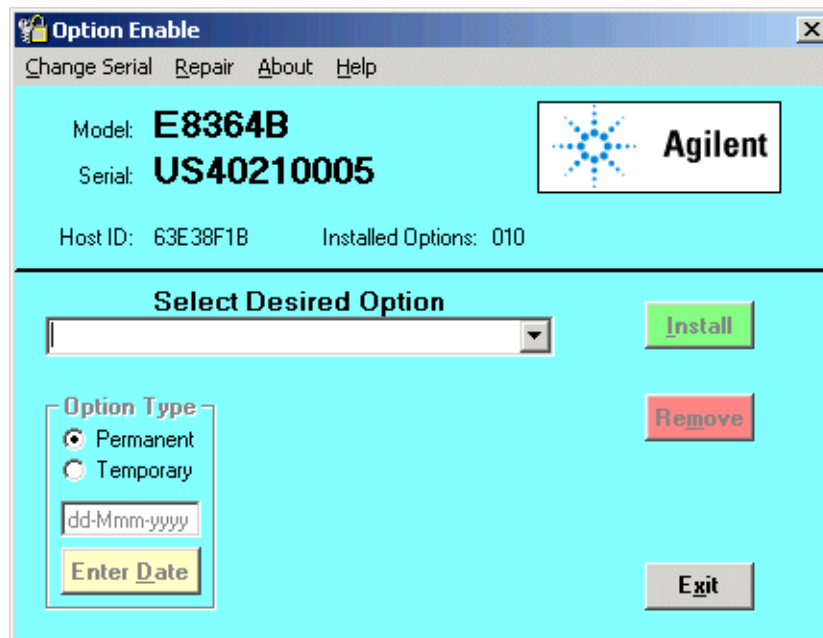 Option Enable
Change Serial Repair About Help
Model: E8364B
Serial: US40210005
Agilent
Host ID: 63E38F1B Installed Options: 010
Select Desired Option
Install
Option Type
Permanent
Temporary
dd-Mmm-yyyy
Enter Date
Remove
Exit